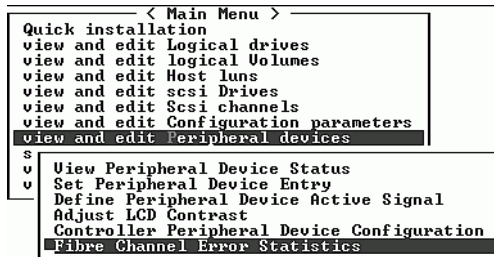 < Main Menu >
Quick installation
view and edit Logical drives
view and edit logical Volumes
view and edit Host luns
view and edit scsi Drives
view and edit Scsi channels
view and edit Configuration parameters
view and edit Peripheral devices
s
v
v
View Peripheral Device Status
Set Peripheral Device Entry
Define Peripheral Device Active Signal
Adjust LCD Contrast
Controller Peripheral Device Configuration
Fibre Channel Error Statistics